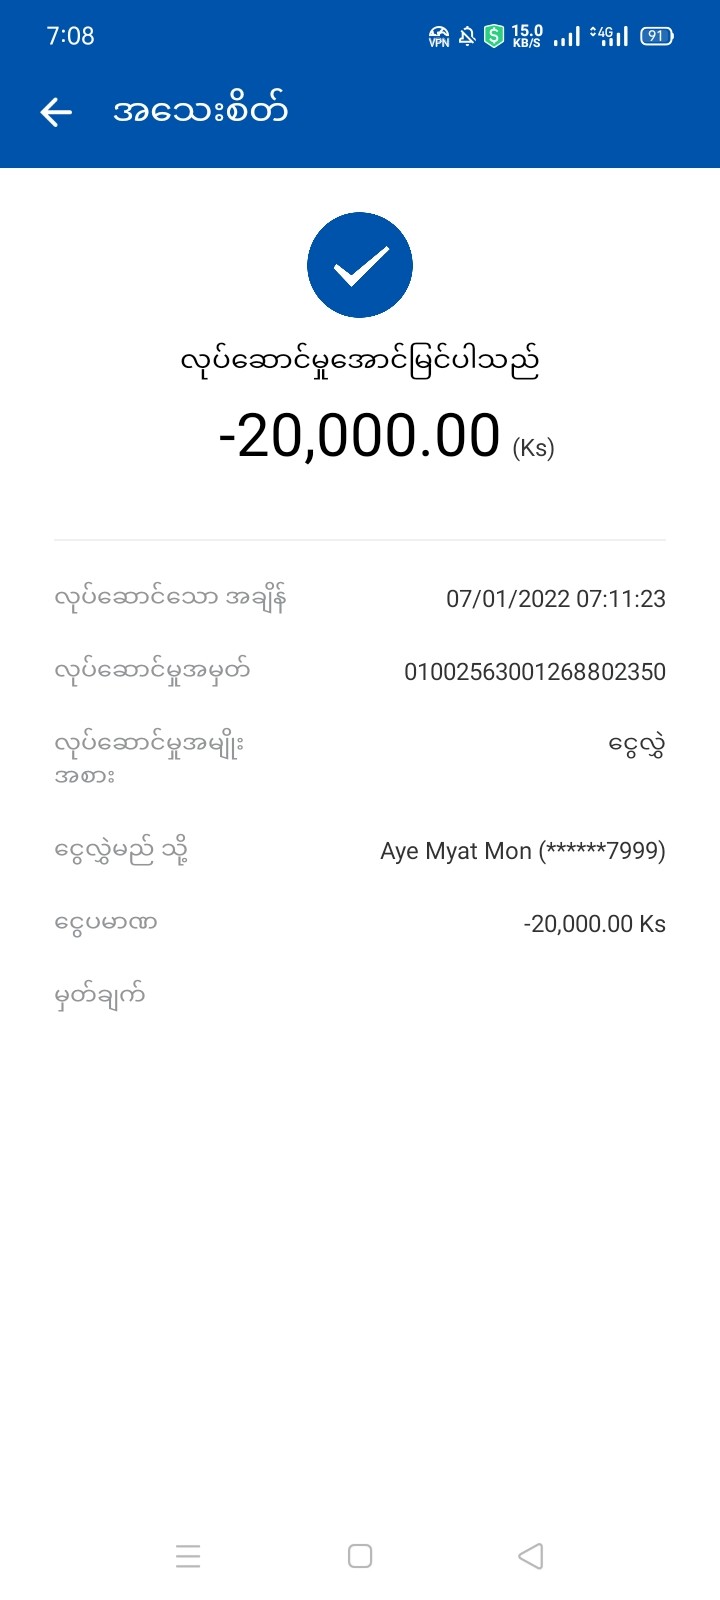 7:08
VPN
15.0
KB/S
4G
91
အသေးစိတ်
လုပ်ဆောင်မှုအောင်မြင်ပါသည်
-20,000.00 (Ks)
လုပ်ဆောင်သော အချိန် 07/01/2022 07:11:23
လုပ်ဆောင်မှုအမှတ် 01002563001268802350
လုပ်ဆောင်မှုအမျိုး ငွေလွှဲ
အစား
ငွေလွှဲမည် သို့ Aye Myat Mon (******7999)
ငွေပမာဏ -20,000.00 Ks
မှတ်ချက်